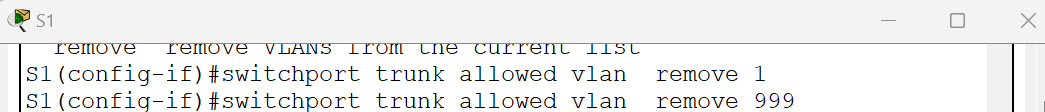 S1
remove remove VLANs from the current list
S1(config-if)#switchport trunk allowed vlan  remove 1
S1(config-if)#switchport trunk allowed vlan  remove 999